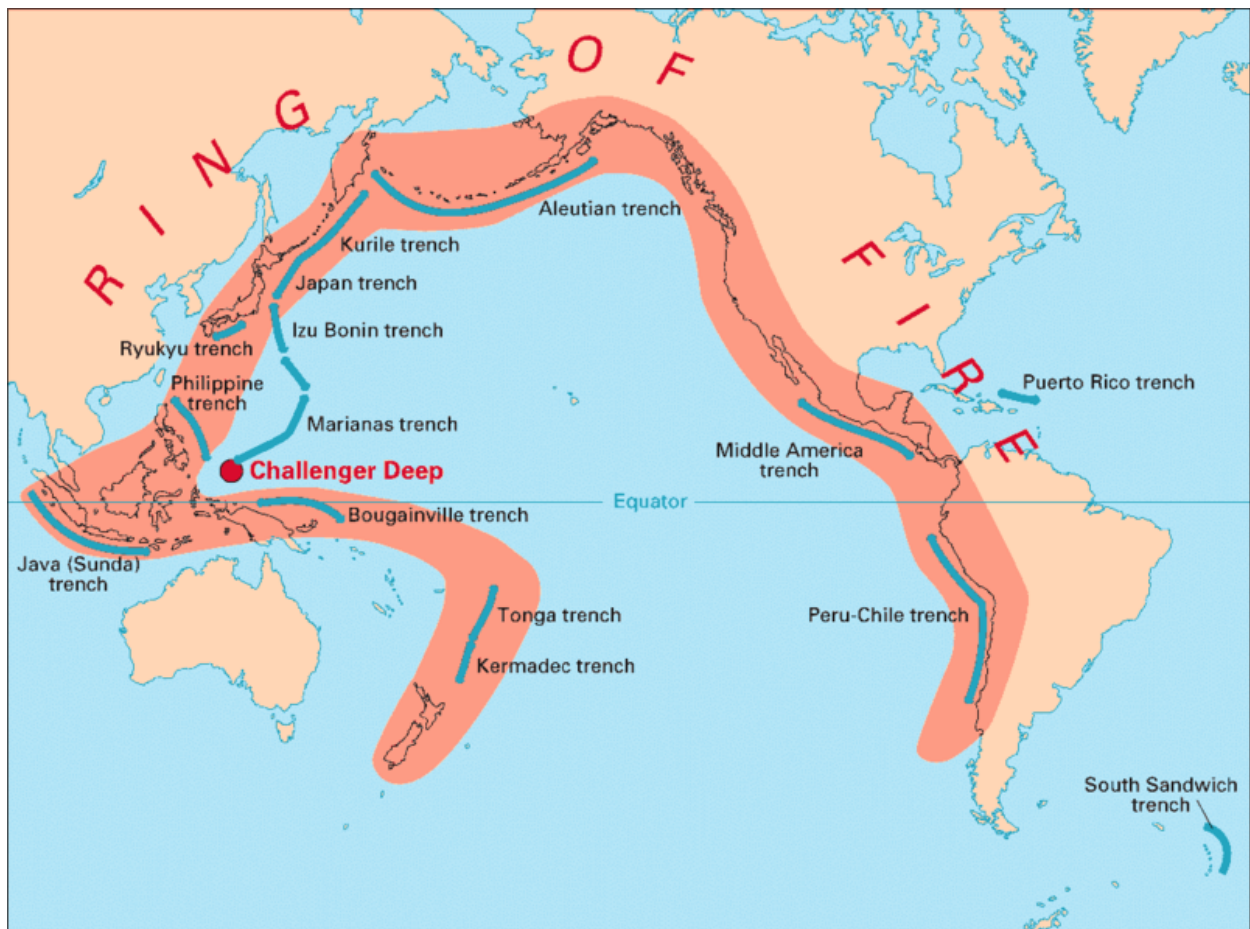 RING OF FIRE
Aleutian trench
Kurile trench
Japan trench
Izu Bonin trench
Ryukyu trench
Philippine
trench
Marianas trench
Challenger Deep
Puerto Rico trench
Middle America
trench
Equator
Bougainville trench
Java (Sunda)
trench
Tonga trench
Kermadec trench
Peru-Chile trench
South Sandwich
trench